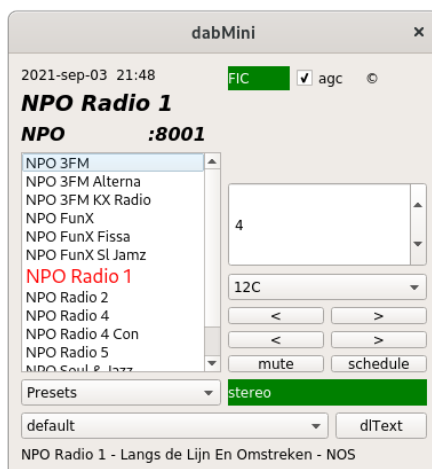 dabMini ×
2021-sep-03 21:48 FIC agc ©
NPO Radio 1
NPO :8001
NPO 3FM
NPO 3FM Alterna
NPO 3FM KX Radio
NPO FunX
NPO FunX Fissa
NPO FunX Sl Jamz
NPO Radio 1
NPO Radio 2
NPO Radio 4
NPO Radio 4 Con
NPO Radio 5
NPO Soul & Jazz
4
12C
< >
< >
mute schedule
Presets stereo
default dlText
NPO Radio 1 - Langs de Lijn En Omstreken - NOS